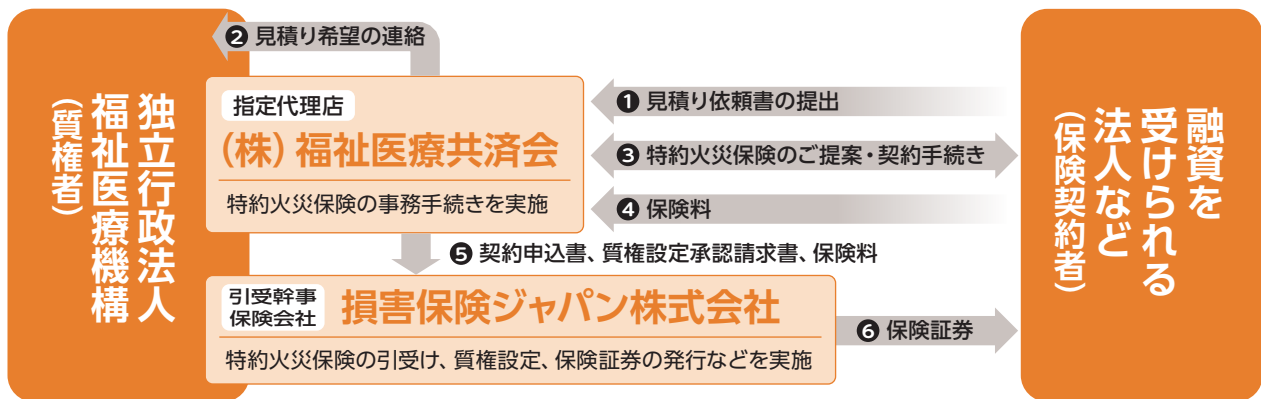 独立行政法人
福祉医療機構
（質権者）
❷ 見積り希望の連絡
指定代理店
（株）福祉医療共済会
特約火災保険の事務手続きを実施
❶ 見積り依頼書の提出
❸ 特約火災保険のご提案・契約手続き
❹ 保険料
❺ 契約申込書、質権設定承認請求書、保険料
引受幹事
保険会社
損害保険ジャパン株式会社
特約火災保険の引受け、質権設定、保険証券の発行などを実施
❻ 保険証券
融資を
受けられる
法人など
（保険契約者）